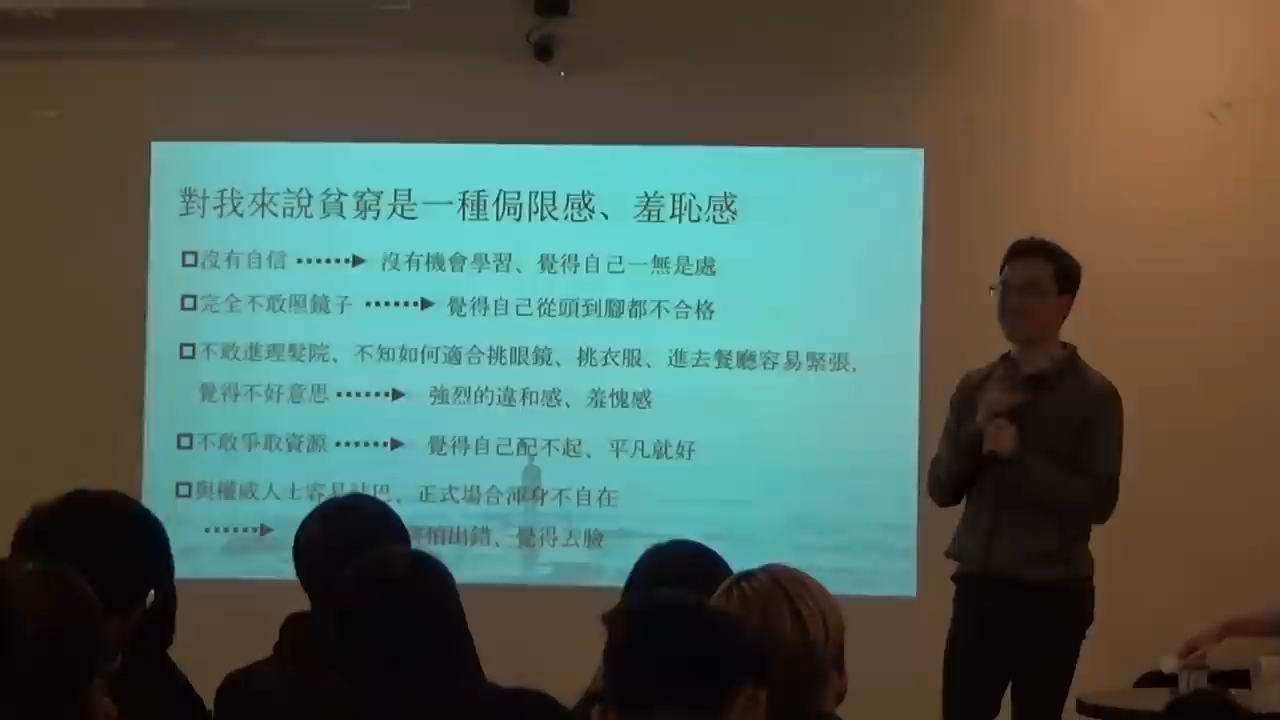 對我來說貧窮是一種侷限感、羞恥感
沒有自信 沒有機會學習、覺得自己一無是處
完全不敢照鏡子 覺得自己從頭到腳都不合格
不敢進理髮院、不知如何適合挑眼鏡、挑衣服、進去餐廳容易緊張,
覺得不好意思 強烈的違和感、羞愧感
不敢爭取資源 覺得自己配不起、平凡就好
與權威人士容易結巴、正式場合渾身不自在
害怕出錯、覺得丟臉